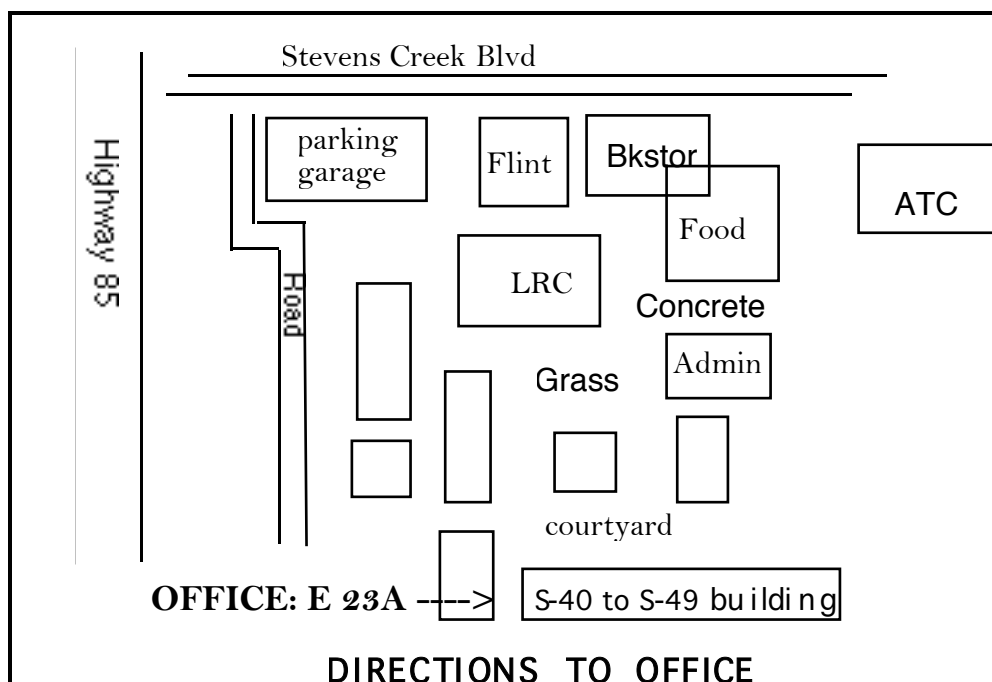 Stevens Creek Blvd
Highway 85
parking
garage
Flint
Bkstor
ATC
Food
LRC
Road
Concrete
Admin
Grass
courtyard
OFFICE: E 23A ---->
S-40 to S-49 building
DIRECTIONS TO OFFICE